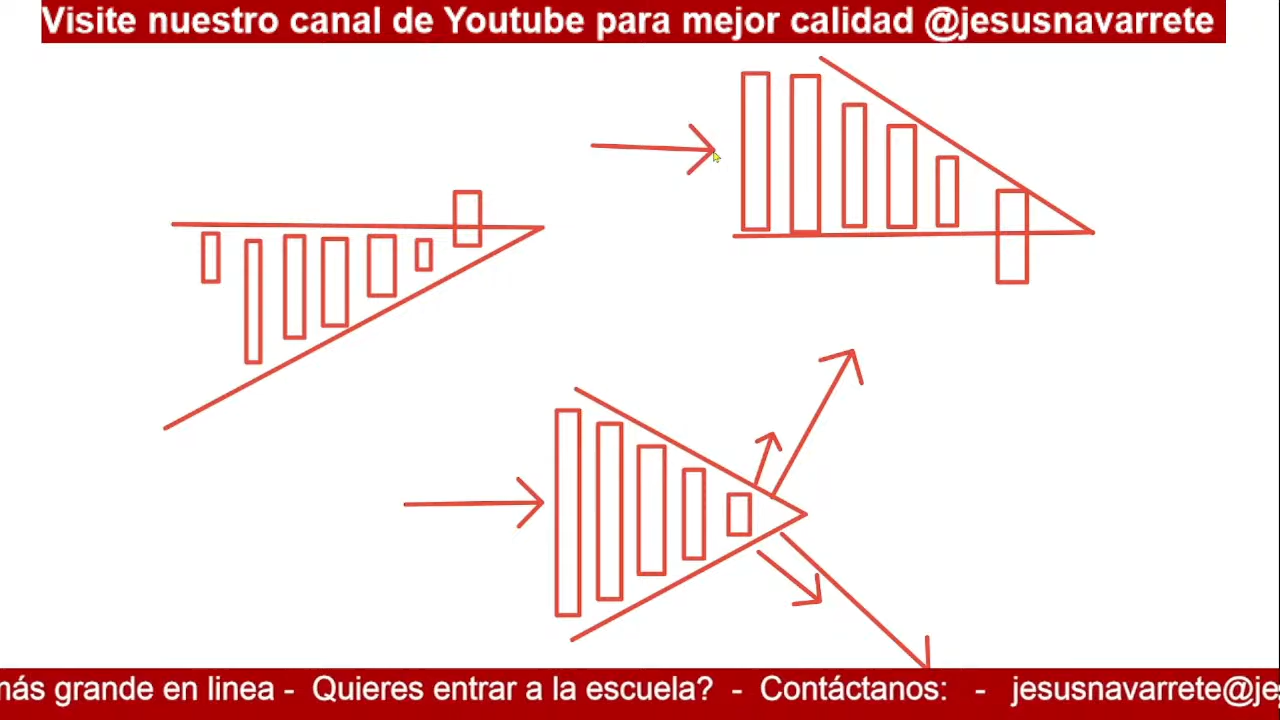 Visite nuestro canal de Youtube para mejor calidad @jesusnavarrete
más grande en linea - Quieres entrar a la escuela? - Contáctanos: - jesusnavarrete@je